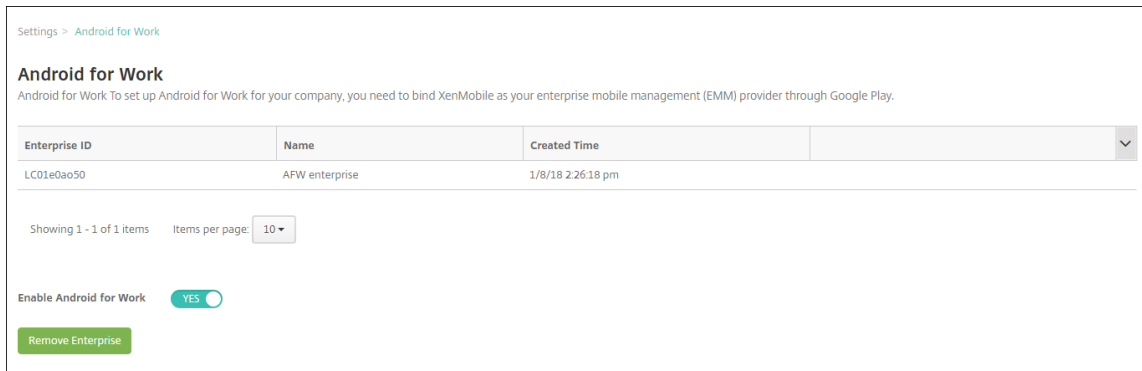 Settings > Android for Work
Android for Work
Android for Work To set up Android for Work for your company, you need to bind XenMobile as your enterprise mobile management (EMM) provider through Google Play.
Enterprise ID Name Created Time
LC01e0ao50 AFW enterprise 1/8/18 2:26:18 pm
Showing 1 - 1 of 1 items Items per page: 10
Enable Android for Work YES
Remove Enterprise